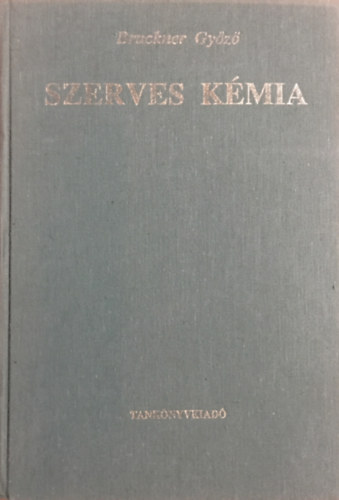 Bruckner Győző
SZERVES KÉMIA
TANKÖNYVKIADÓ